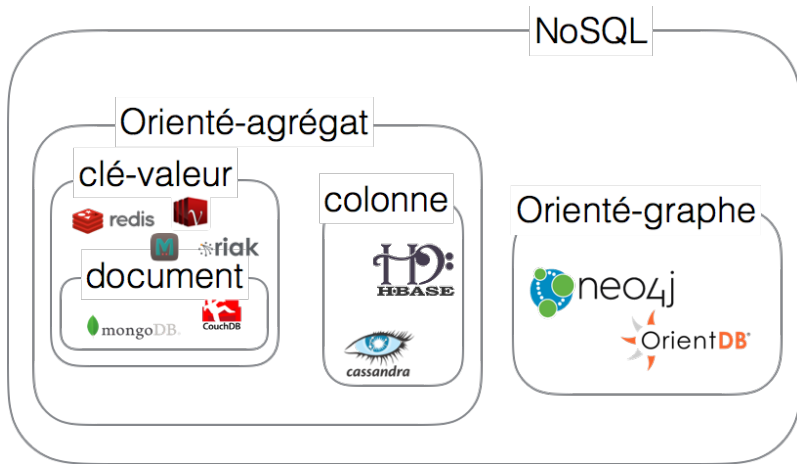 NoSQL
Orienté-agrégat
clé-valeur
redis
V
M
riak
document
mongoDB
CouchDB
colonne
HBASE
cassandra
Orienté-graphe
neo4j
OrientDB